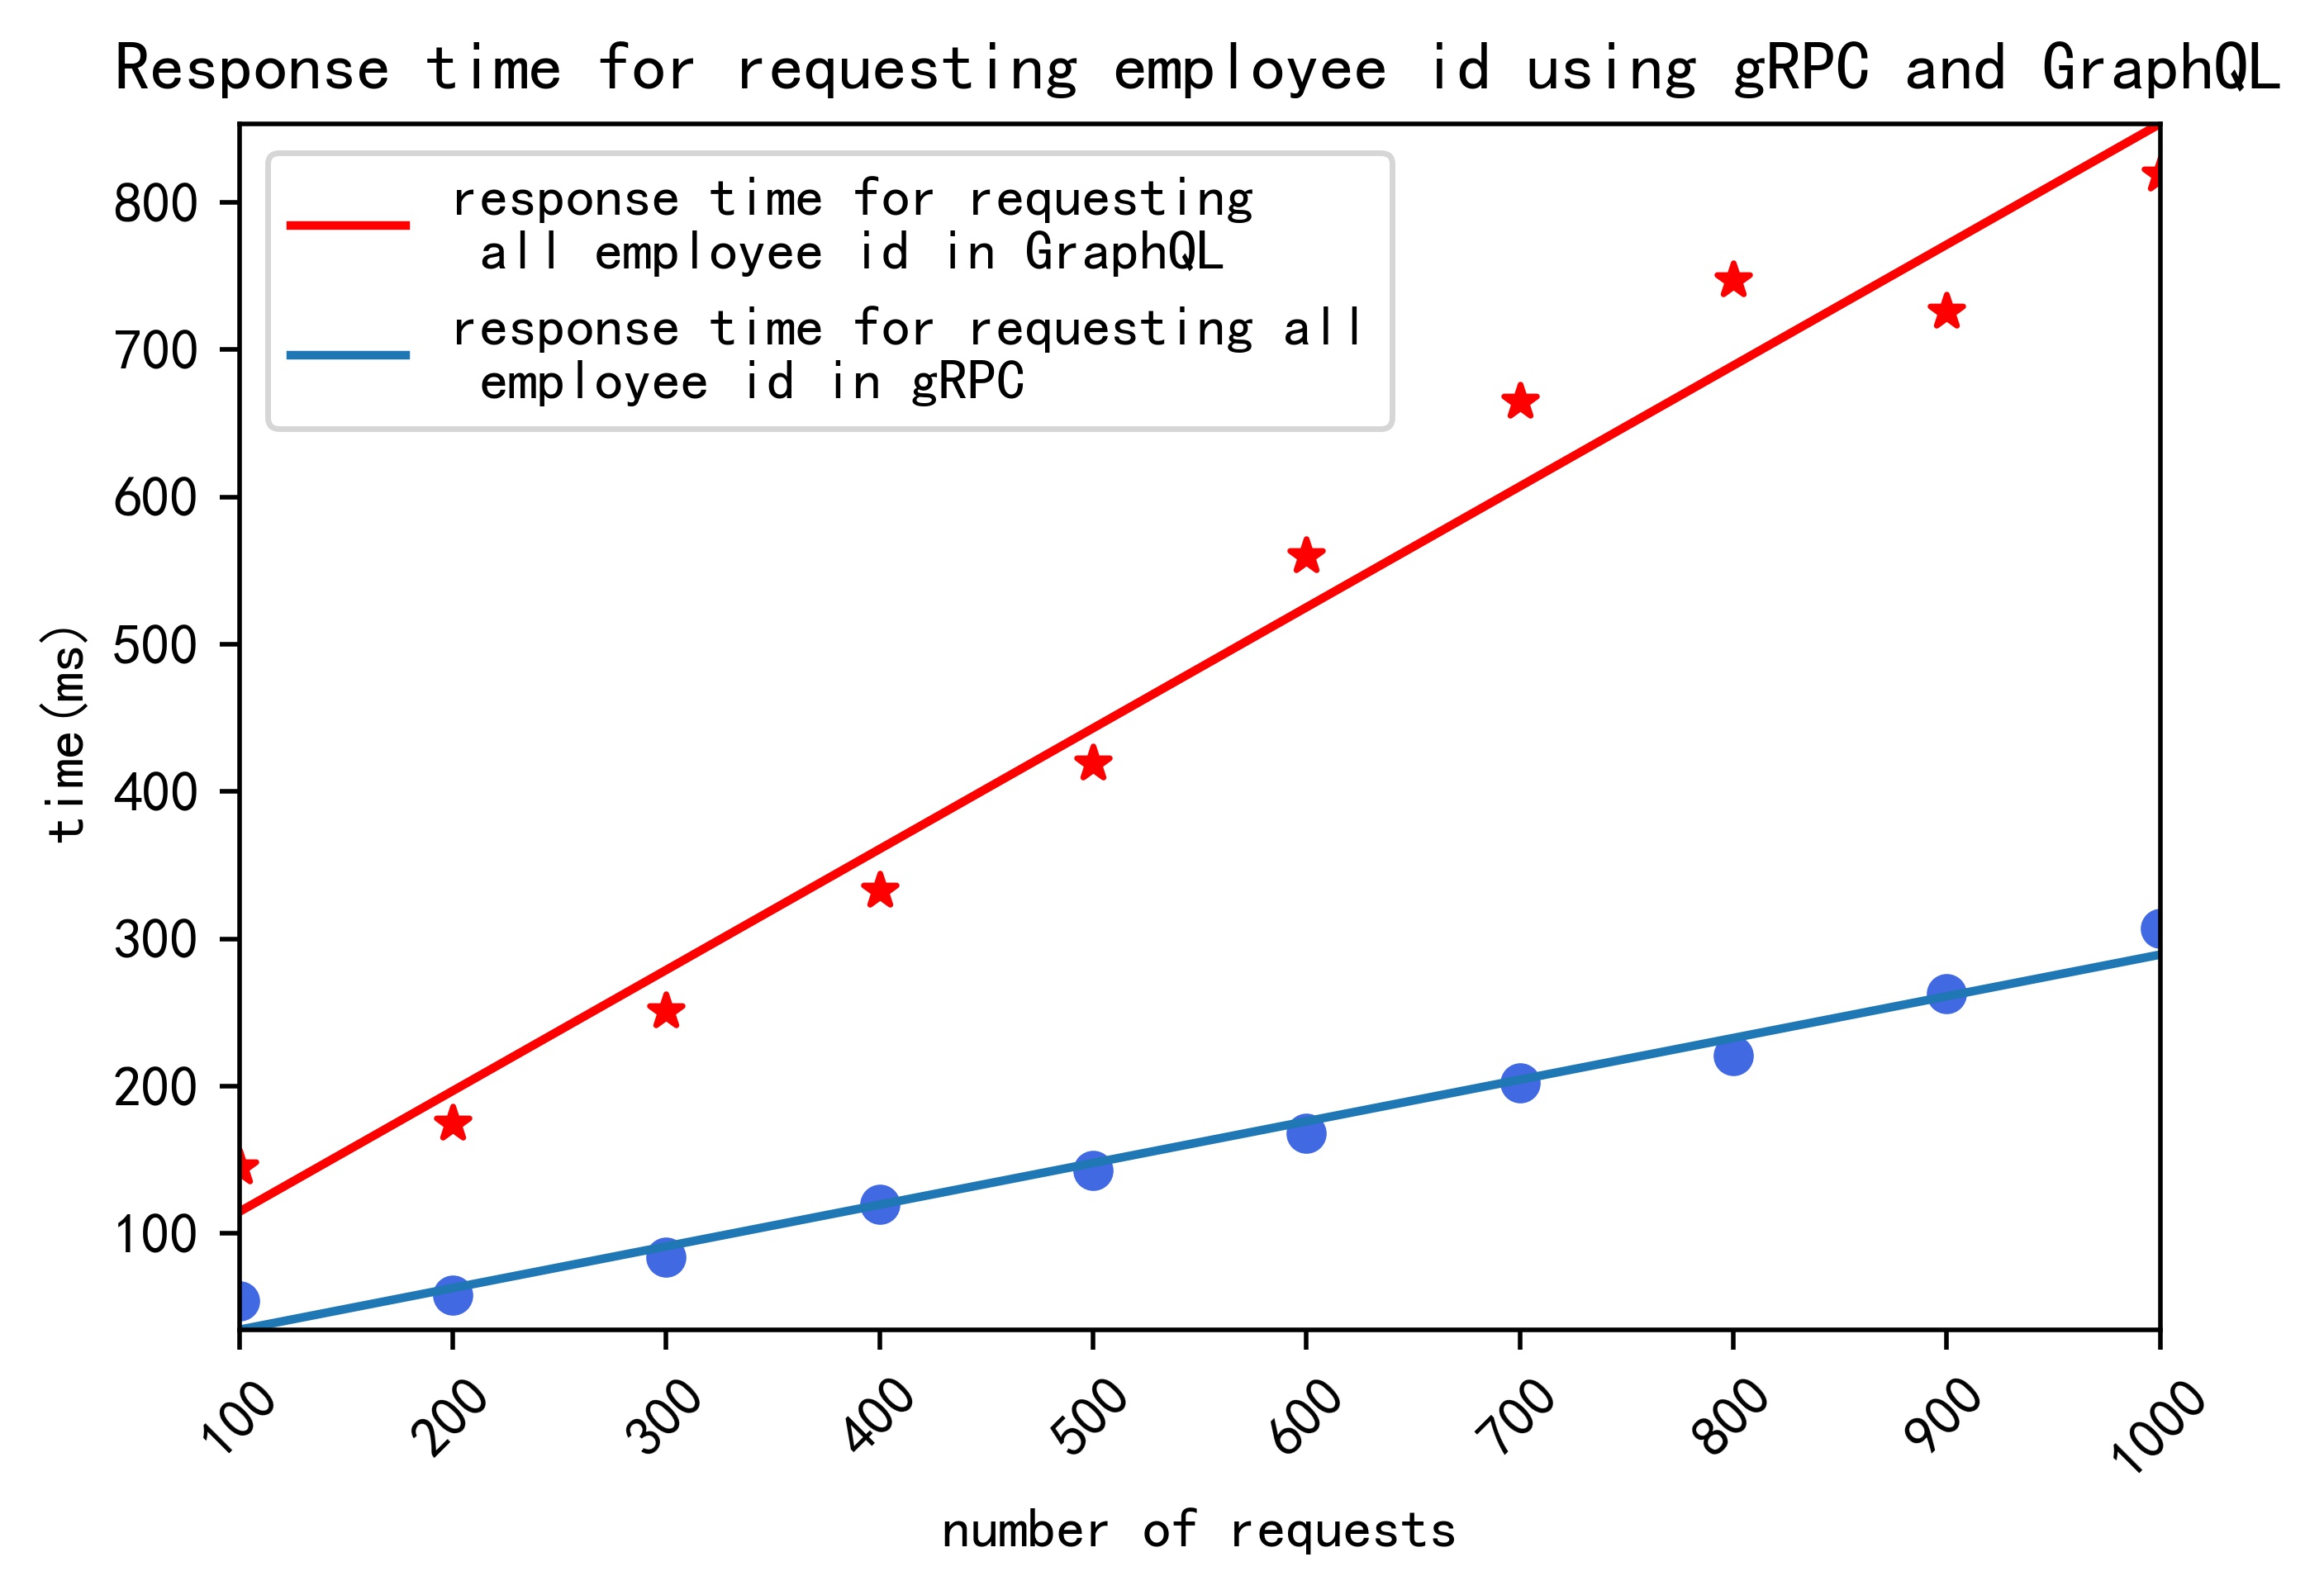 Response time for requesting employee id using gRPC and GraphQL
response time for requesting
all employee id in GraphQL
response time for requesting all
employee id in gRPC
800
700
600
500
400
300
200
100
time(ms)
100
200
300
400
500
600
700
800
900
1000
number of requests